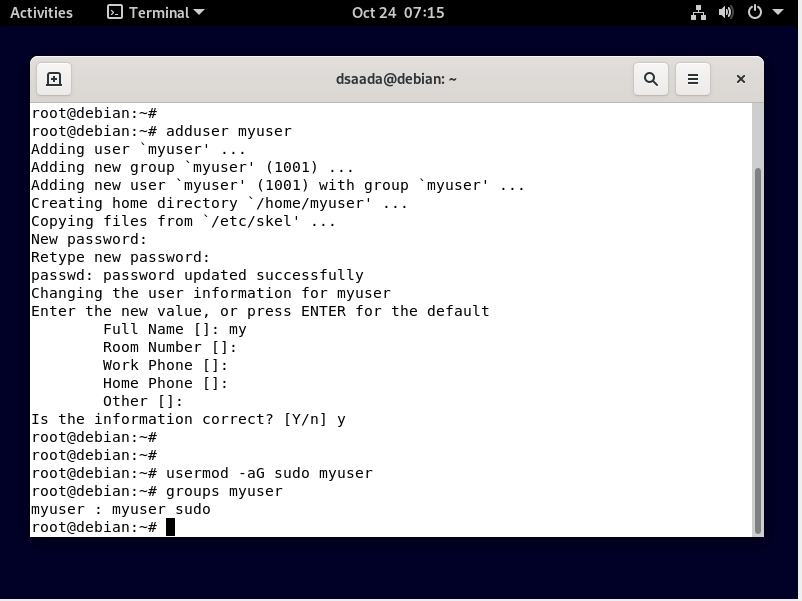 Activities Terminal Oct 24 07:15
dsaada@debian: ~
root@debian:~#
root@debian:~# adduser myuser
Adding user `myuser' ...
Adding new group `myuser' (1001) ...
Adding new user `myuser' (1001) with group `myuser' ...
Creating home directory `/home/myuser' ...
Copying files from `/etc/skel' ...
New password:
Retype new password:
passwd: password updated successfully
Changing the user information for myuser
Enter the new value, or press ENTER for the default
        Full Name []: my
        Room Number []:
        Work Phone []:
        Home Phone []:
        Other []:
Is the information correct? [Y/n] y
root@debian:~#
root@debian:~#
root@debian:~# usermod -aG sudo myuser
root@debian:~# groups myuser
myuser : myuser sudo
root@debian:~#